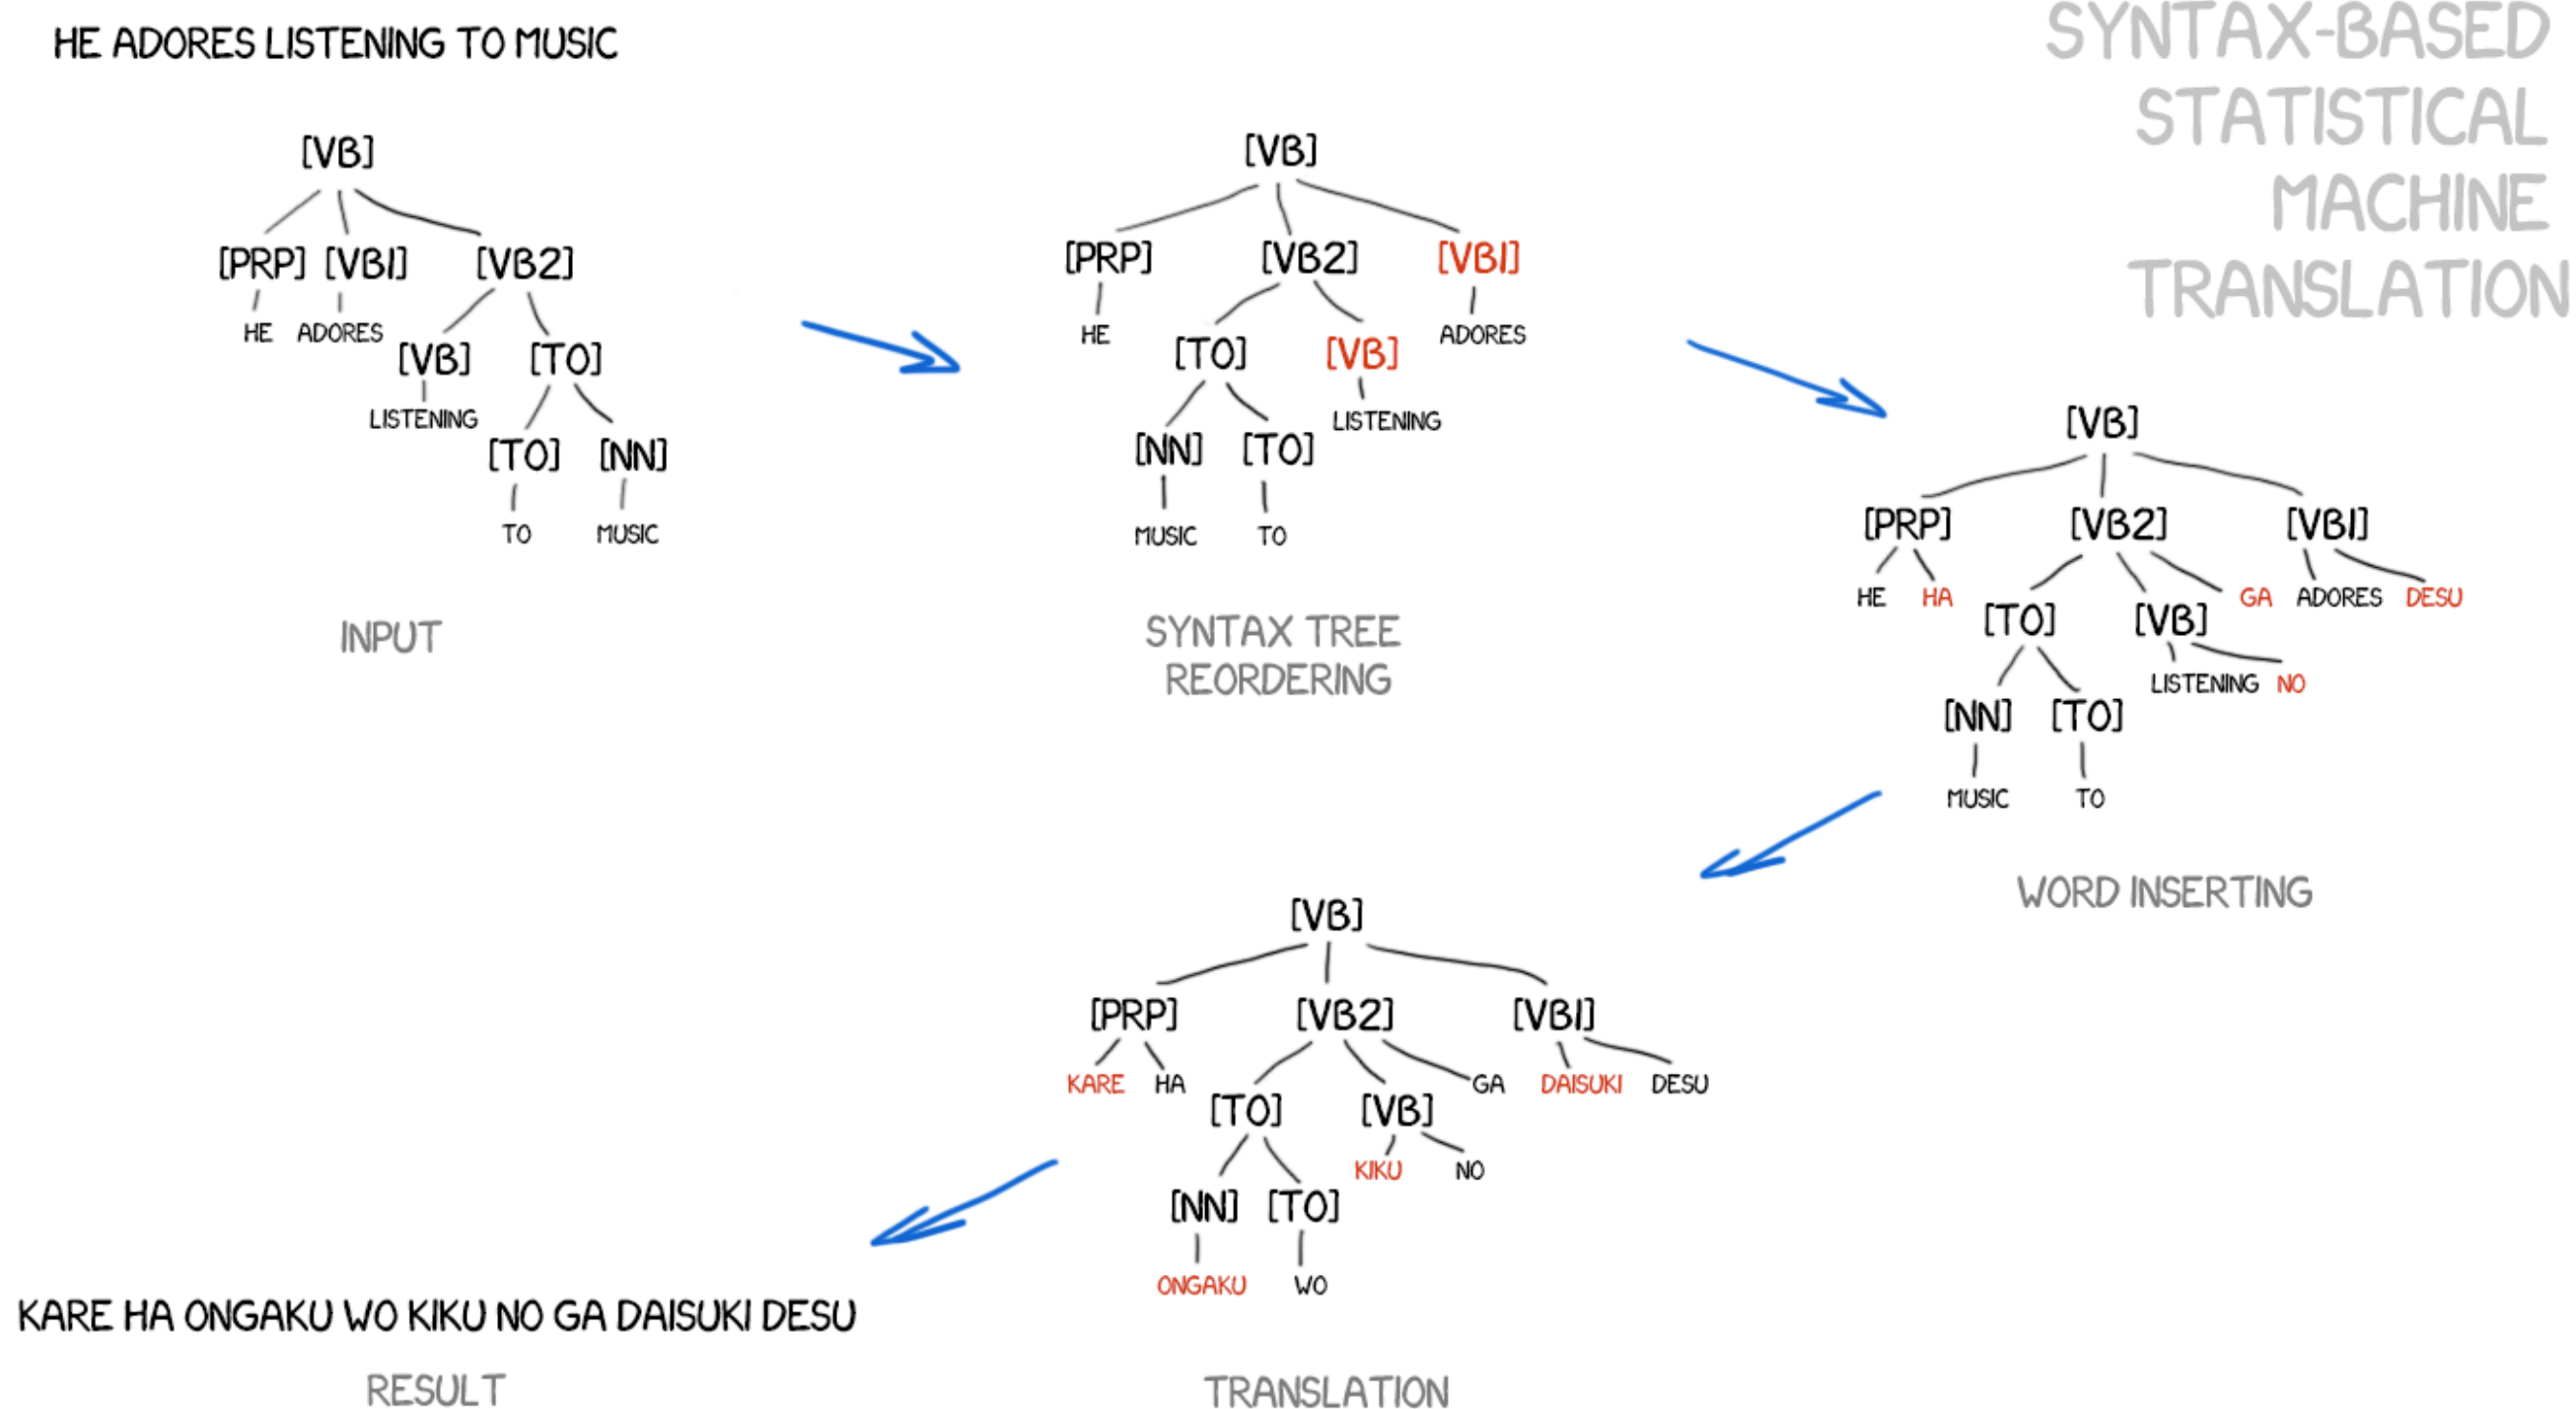 HE ADORES LISTENING TO MUSIC
SYNTAX-BASED
STATISTICAL
MACHINE
TRANSLATION
[VB]
[PRP] [VB1] [VB2]
HE ADORES
[VB] [TO]
LISTENING
[TO] [NN]
TO MUSIC
INPUT
[VB]
[PRP] [VB2] [VB1]
HE ADORES
[TO] [VB]
LISTENING
[NN] [TO]
MUSIC TO
SYNTAX TREE
REORDERING
[VB]
[PRP] [VB2] [VB1]
HE HA GA ADORES DESU
[TO] [VB]
LISTENING NO
[NN] [TO]
MUSIC TO
WORD INSERTING
[VB]
[PRP] [VB2] [VB1]
KARE HA GA DAISUKI DESU
[TO] [VB]
KIKU NO
[NN] [TO]
ONGAKU WO
TRANSLATION
KARE HA ONGAKU WO KIKU NO GA DAISUKI DESU
RESULT